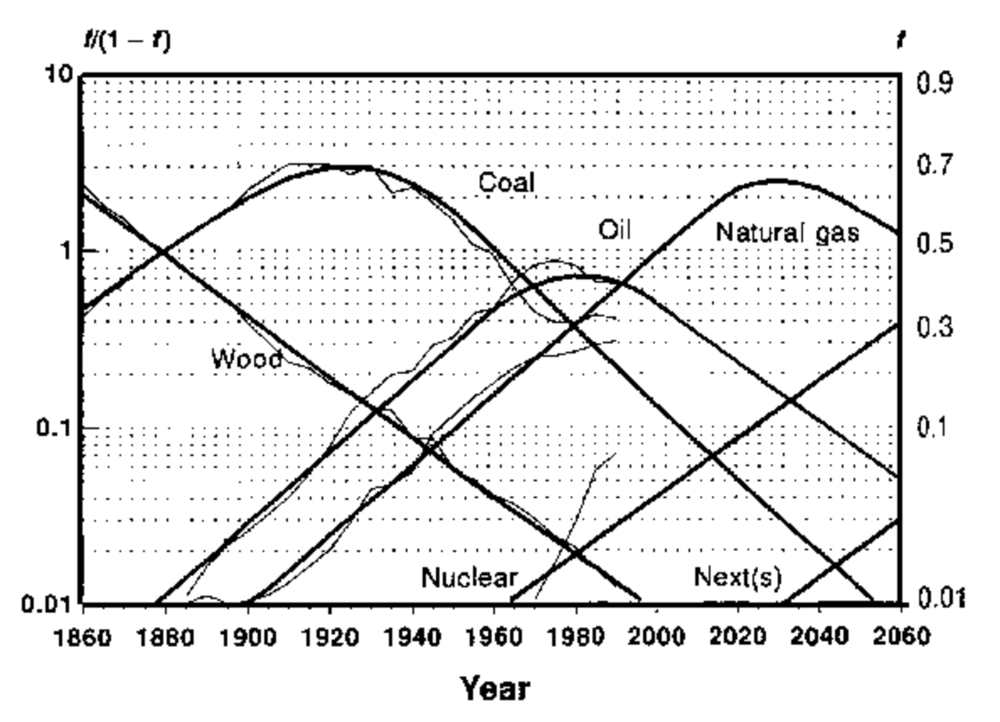 f/(1 – f) f
10 0.9
0.7
Coal
Oil
Natural gas
1 0.5
0.3
Wood
0.1 0.1
Nuclear Next(s)
0.01 0.01
1860 1880 1900 1920 1940 1960 1980 2000 2020 2040 2060
Year